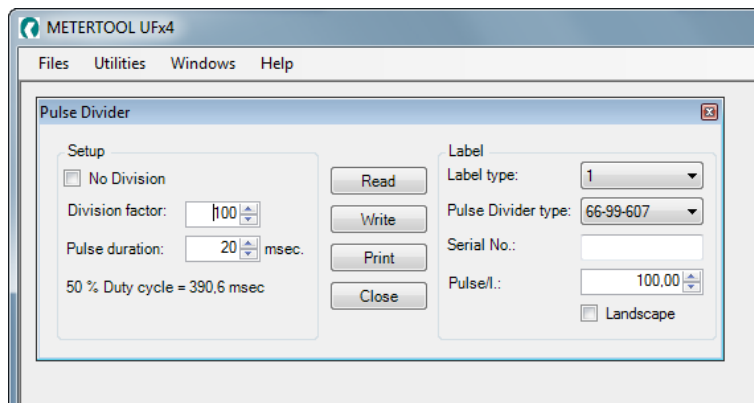 METERTOOL UFx4
Files Utilities Windows Help
Pulse Divider
Setup
No Division
Division factor: 100
Pulse duration: 20 msec.
50 % Duty cycle = 390,6 msec
Read
Write
Print
Close
Label
Label type: 1
Pulse Divider type: 66-99-607
Serial No.:
Pulse/l.: 100,00
Landscape